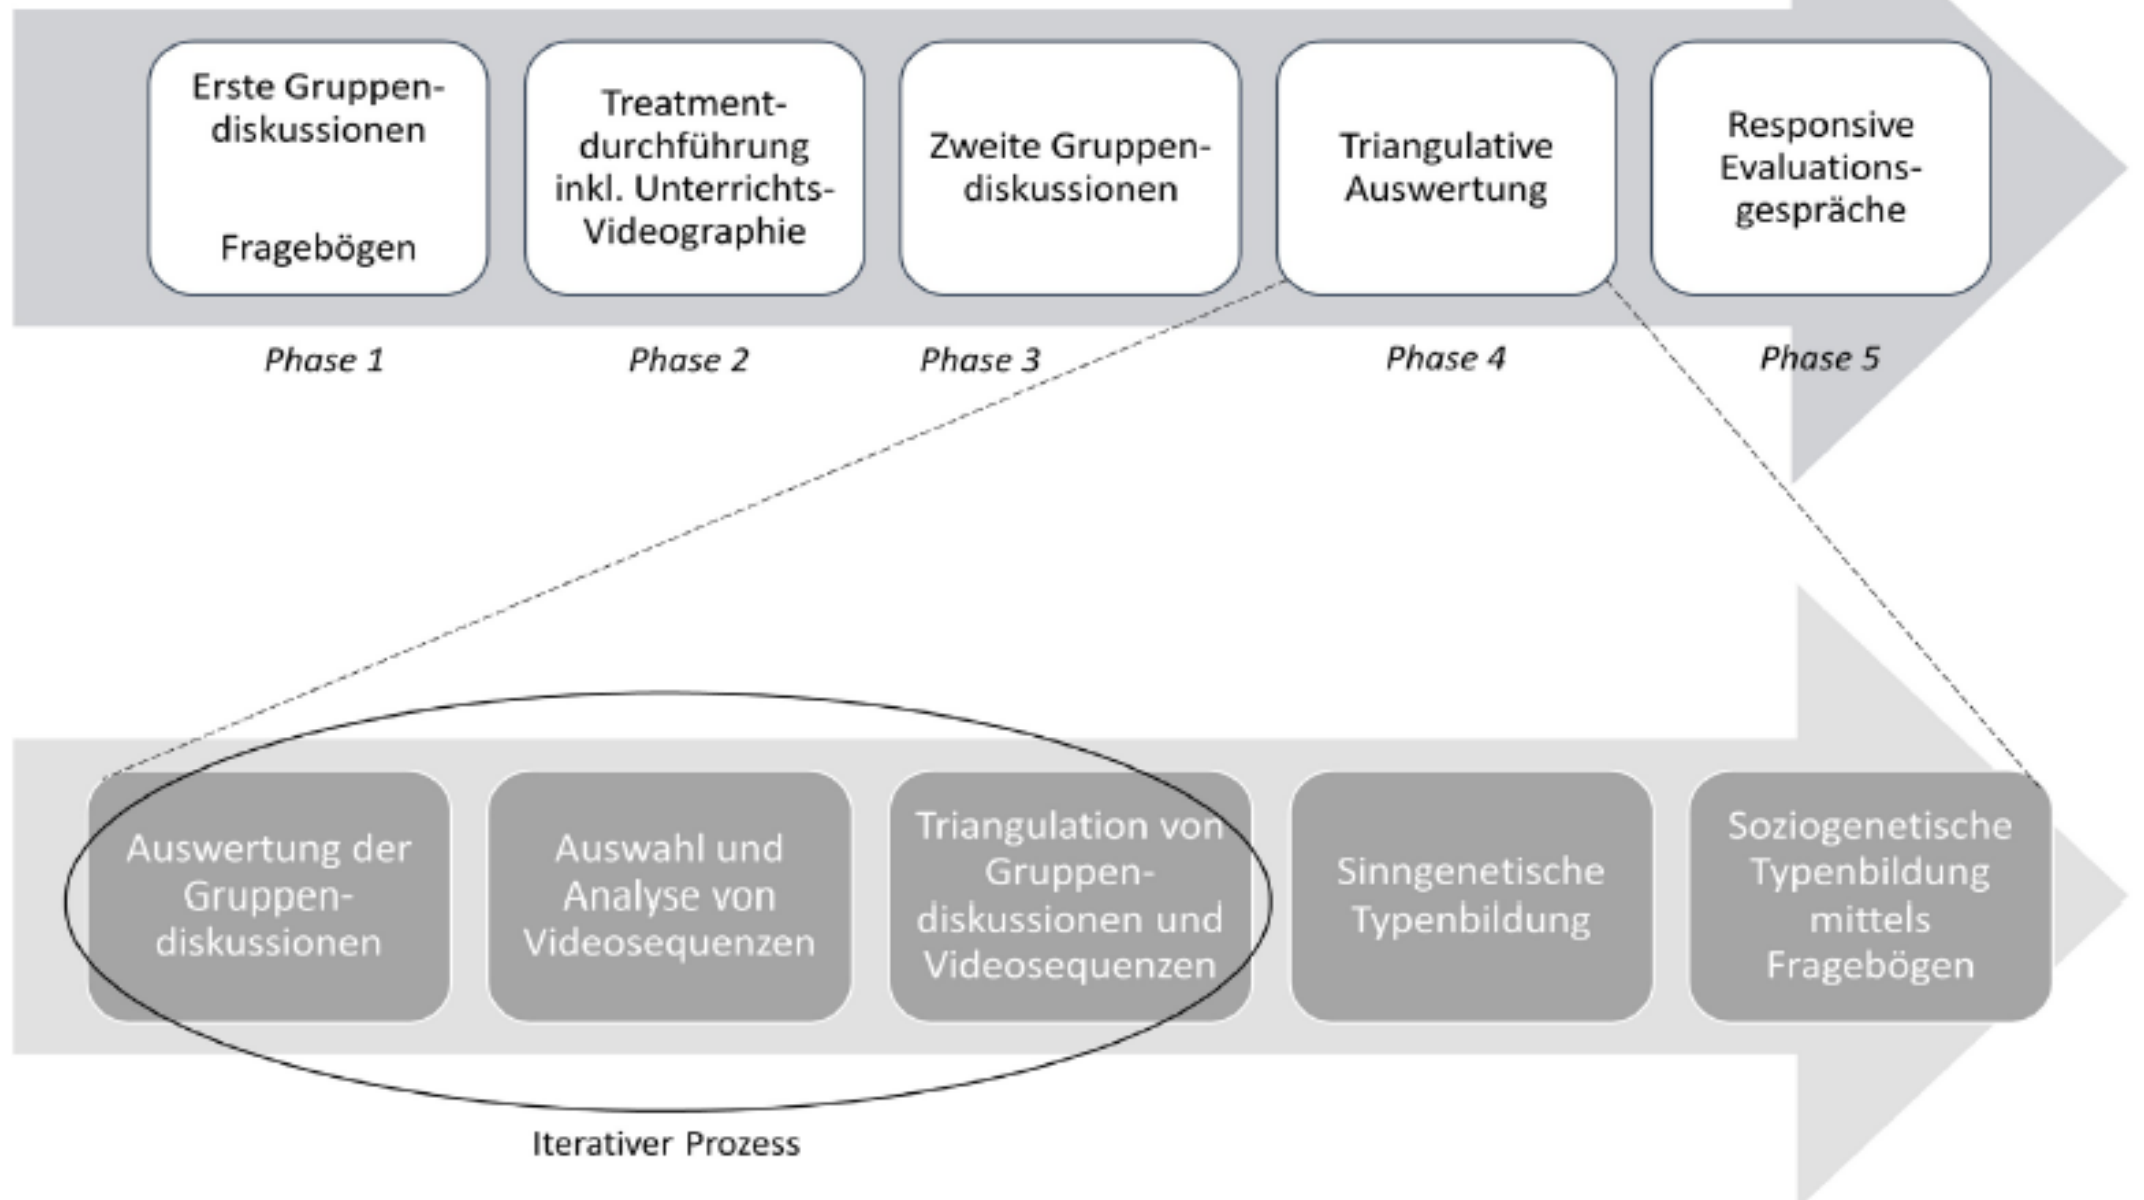 Erste Gruppen-
diskussionen
Fragebögen
Treatment-
durchführung
inkl. Unterrichts-
Videographie
Zweite Gruppen-
diskussionen
Triangulative
Auswertung
Responsive
Evaluations-
gespräche
Phase 1
Phase 2
Phase 3
Phase 4
Phase 5
Auswertung der
Gruppen-
diskussionen
Auswahl und
Analyse von
Videosequenzen
Triangulation von
Gruppen-
diskussionen und
Videosequenzen
Sinngenetische
Typenbildung
Soziogenetische
Typenbildung
mittels
Fragebögen
Iterativer Prozess